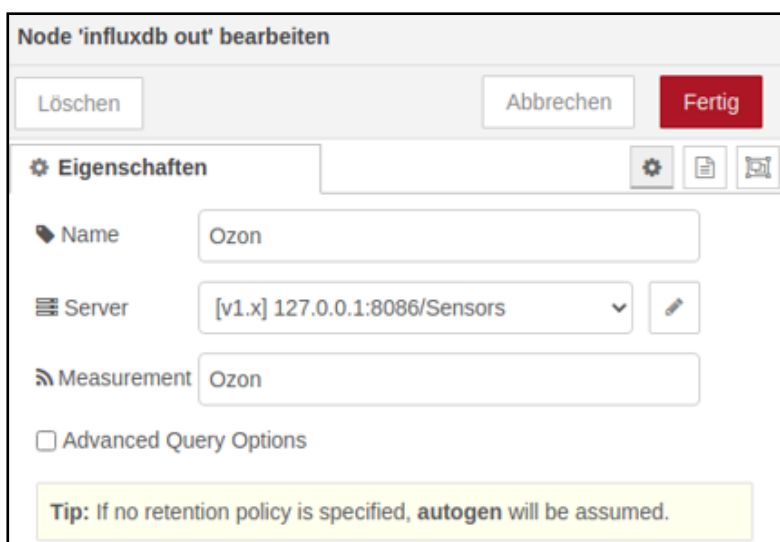 Node 'influxdb out' bearbeiten
Löschen
Abbrechen
Fertig
Eigenschaften
Name
Ozon
Server
[v1.x] 127.0.0.1:8086/Sensors
Measurement
Ozon
Advanced Query Options
Tip: If no retention policy is specified, autogen will be assumed.